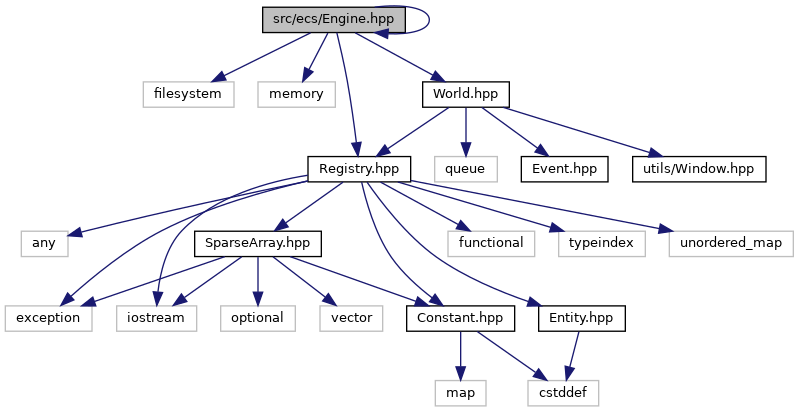 src/ecs/Engine.hpp
filesystem
memory
World.hpp
Registry.hpp
queue
Event.hpp
utils/Window.hpp
any
SparseArray.hpp
functional
typeindex
unordered_map
exception
iostream
optional
vector
Constant.hpp
Entity.hpp
map
cstddef